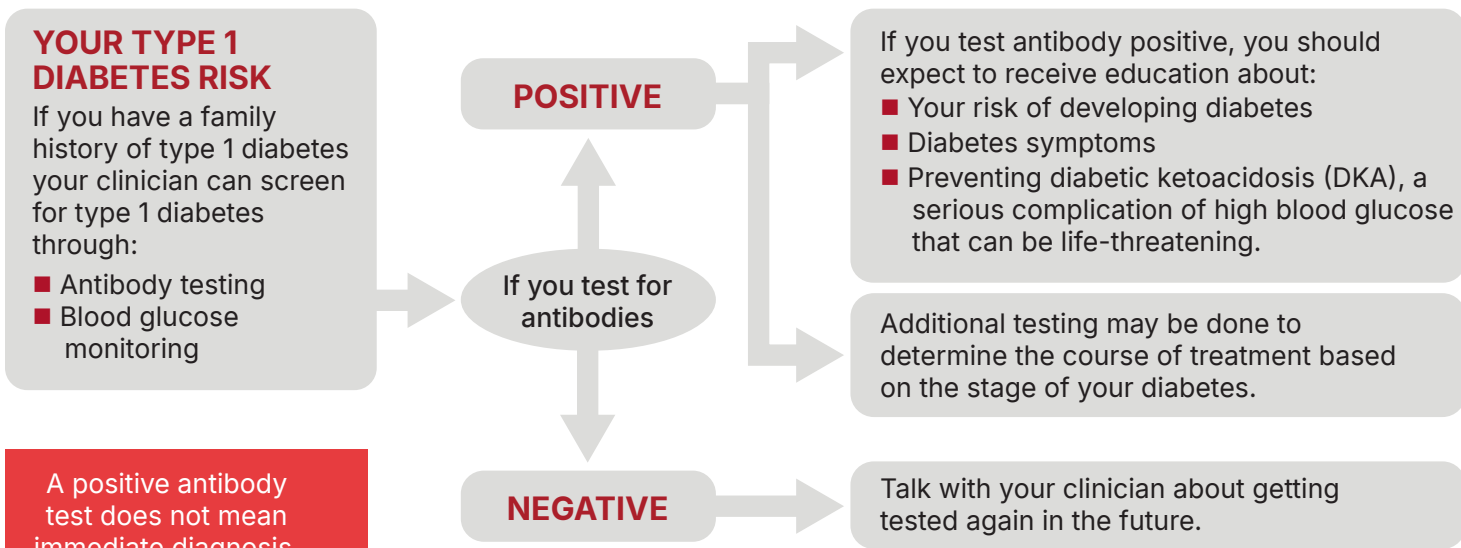 YOUR TYPE 1
DIABETES RISK
If you have a family
history of type 1 diabetes
your clinician can screen
for type 1 diabetes
through:
■ Antibody testing
■ Blood glucose
monitoring
If you test for
antibodies
POSITIVE
If you test antibody positive, you should
expect to receive education about:
■ Your risk of developing diabetes
■ Diabetes symptoms
■ Preventing diabetic ketoacidosis (DKA), a
serious complication of high blood glucose
that can be life-threatening.
Additional testing may be done to
determine the course of treatment based
on the stage of your diabetes.
NEGATIVE
Talk with your clinician about getting
tested again in the future.
A positive antibody
test does not mean
immediate diagnosis